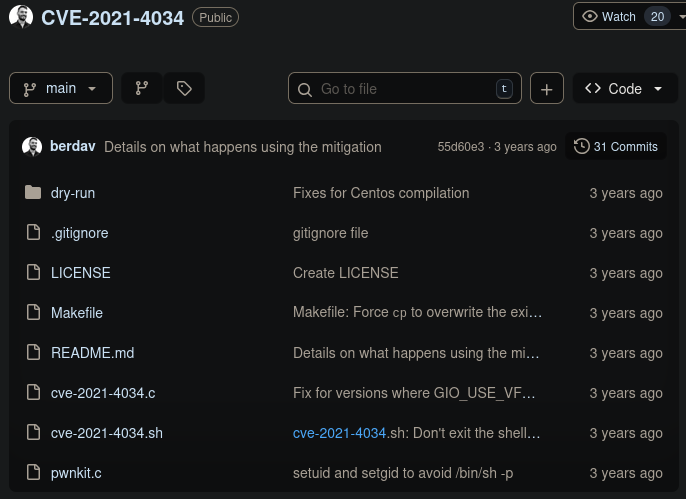 CVE-2021-4034 Public Watch 20
main Go to file t + Code
berdav Details on what happens using the mitigation 55d60e3 · 3 years ago 31 Commits
dry-run Fixes for Centos compilation 3 years ago
.gitignore gitignore file 3 years ago
LICENSE Create LICENSE 3 years ago
Makefile Makefile: Force cp to overwrite the exi... 3 years ago
README.md Details on what happens using the mi... 3 years ago
cve-2021-4034.c Fix for versions where GIO_USE_VF... 3 years ago
cve-2021-4034.sh cve-2021-4034.sh: Don't exit the shell... 3 years ago
pwnkit.c setuid and setgid to avoid /bin/sh -p 3 years ago